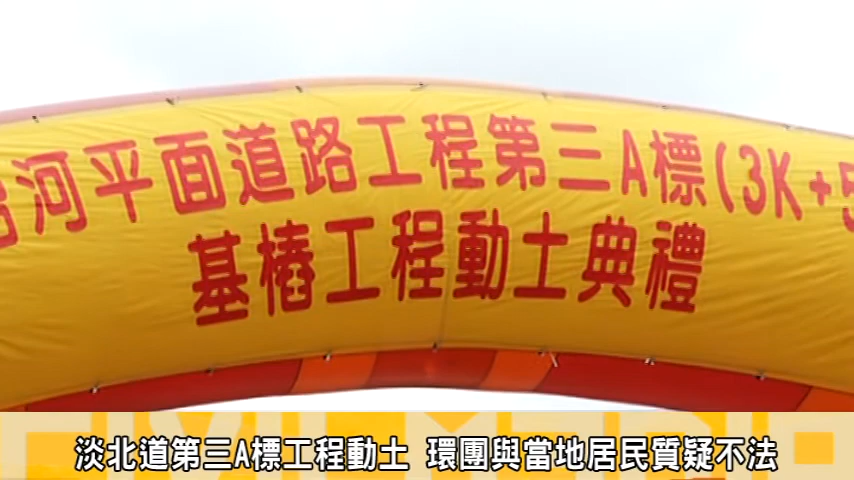 沿河平面道路工程第三A標(3K+5
基樁工程動土典禮
淡北道第三A標工程動土 環團與當地居民質疑不法